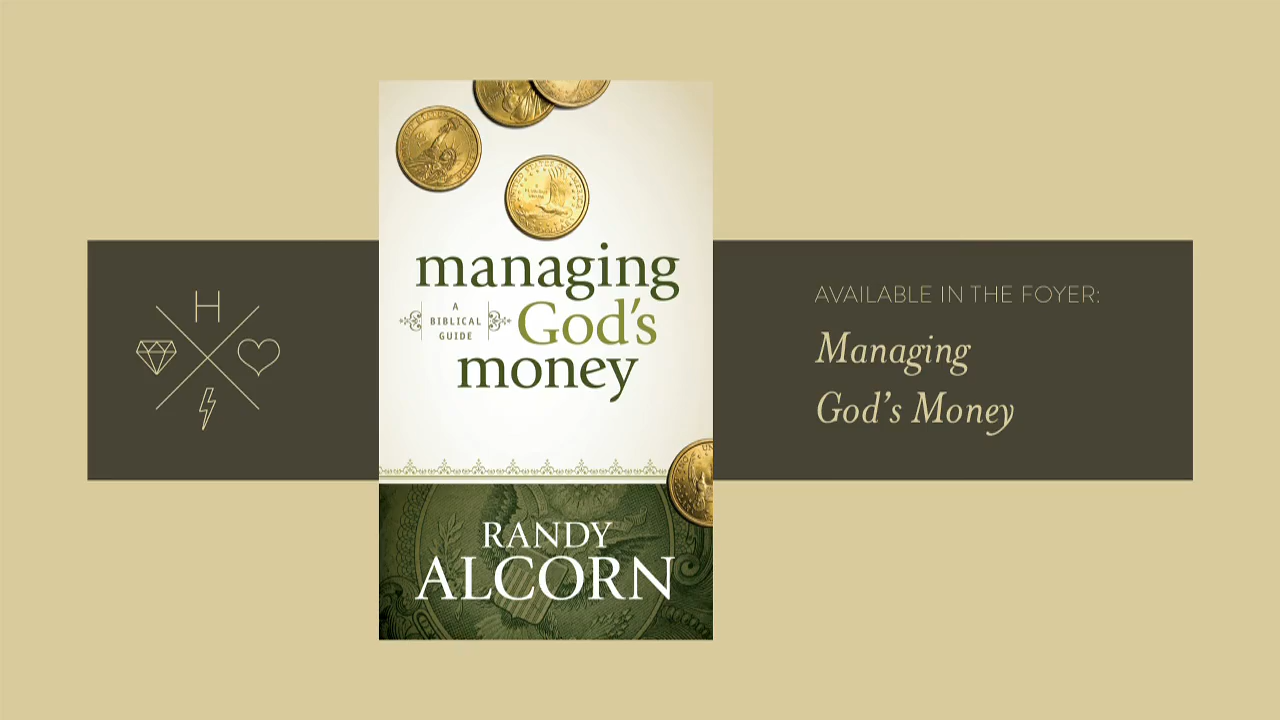 H
managing
A
BIBLICAL
GUIDE
God's
money
RANDY
ALCORN
AVAILABLE IN THE FOYER:
Managing
God's Money